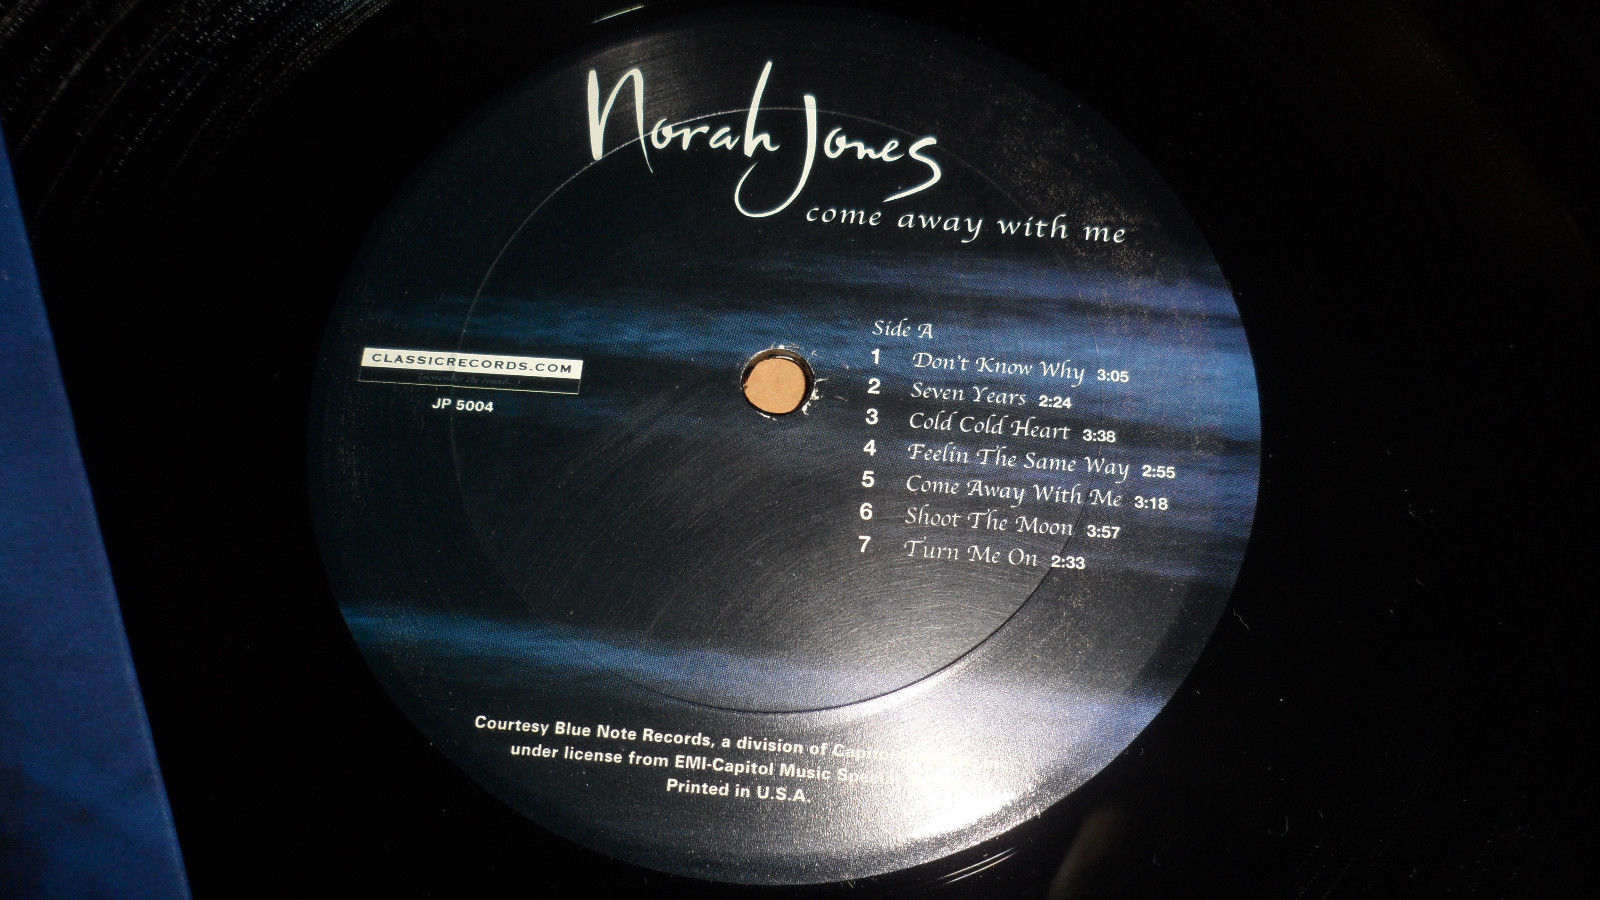 Norah Jones
come away with me
Side A
1 Don't Know Why 3:05
2 Seven Years 2:24
3 Cold Cold Heart 3:38
4 Feelin The Same Way 2:55
5 Come Away With Me 3:18
6 Shoot The Moon 3:57
7 Turn Me On 2:33
CLASSICRECORDS.COM
JP 5004
Courtesy Blue Note Records, a division of
under license from EMI-Capitol Music
Printed in U.S.A.